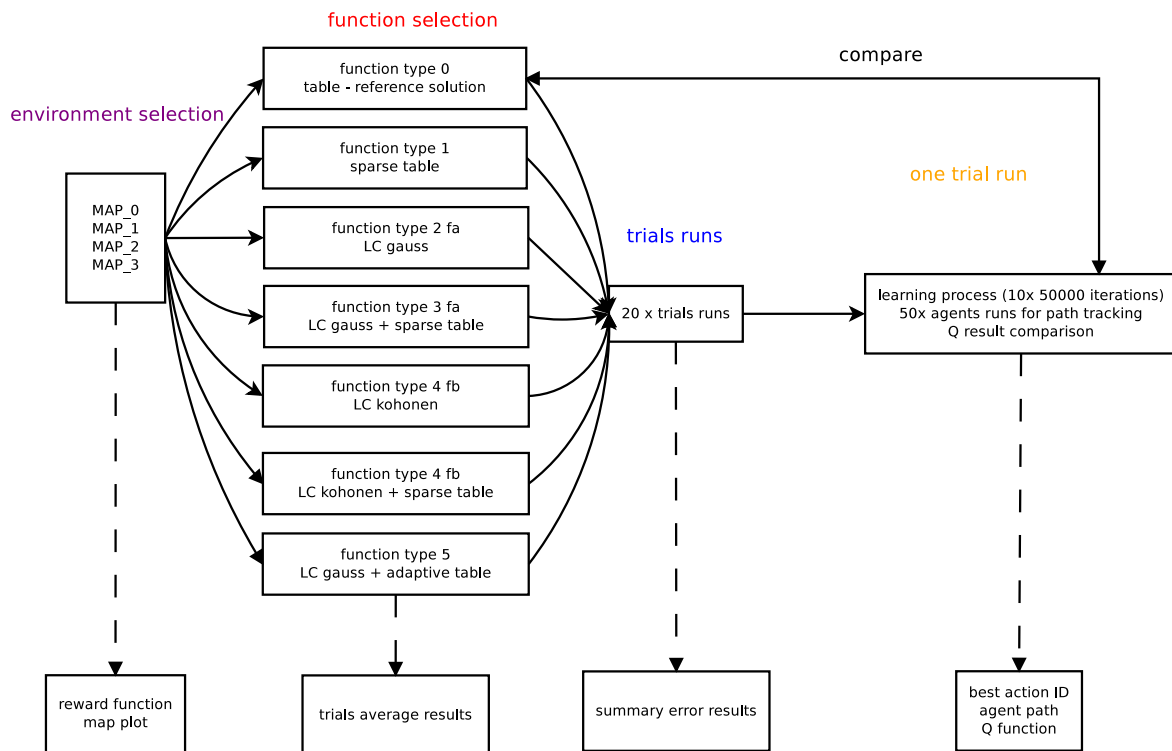 function selection
compare
environment selection
function type 0
table - reference solution
function type 1
sparse table
one trial run
MAP_0
MAP_1
MAP_2
MAP_3
function type 2 fa
LC gauss
trials runs
function type 3 fa
LC gauss + sparse table
20 x trials runs
learning process (10x 50000 iterations)
50x agents runs for path tracking
Q result comparison
function type 4 fb
LC kohonen
function type 4 fb
LC kohonen + sparse table
function type 5
LC gauss + adaptive table
reward function
map plot
trials average results
summary error results
best action ID
agent path
Q function